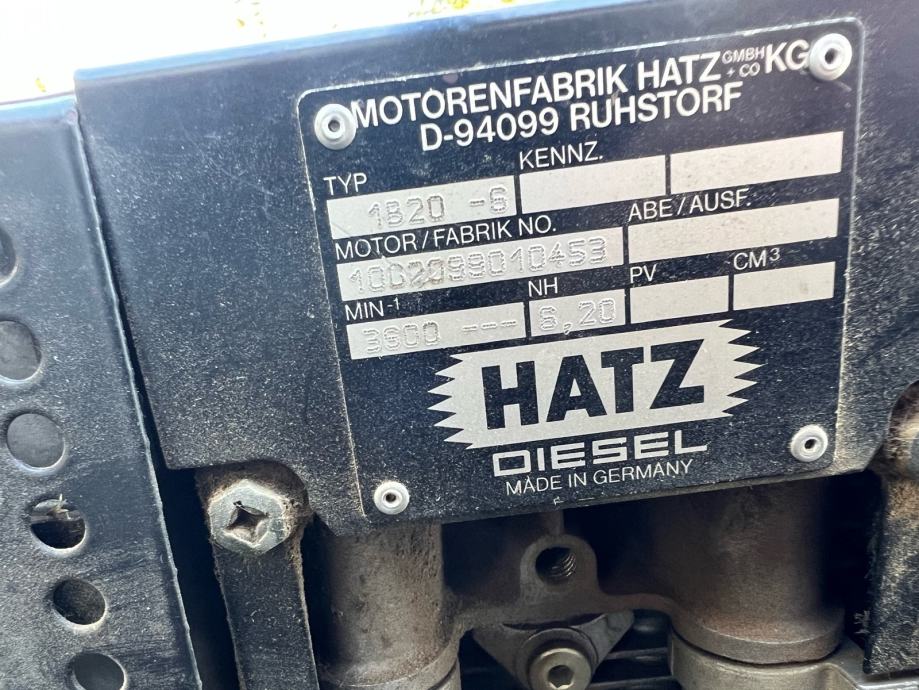 MOTORENFABRIK HATZ GMBH + CO KG
D-94099 RUHSTORF
TYP KENNZ.
1B20 -6
MOTOR/FABRIK NO. ABE/AUSF.
10G2099010453
MIN-1 NH PV CM3
3600 --- 6,20
HATZ
DIESEL
MADE IN GERMANY